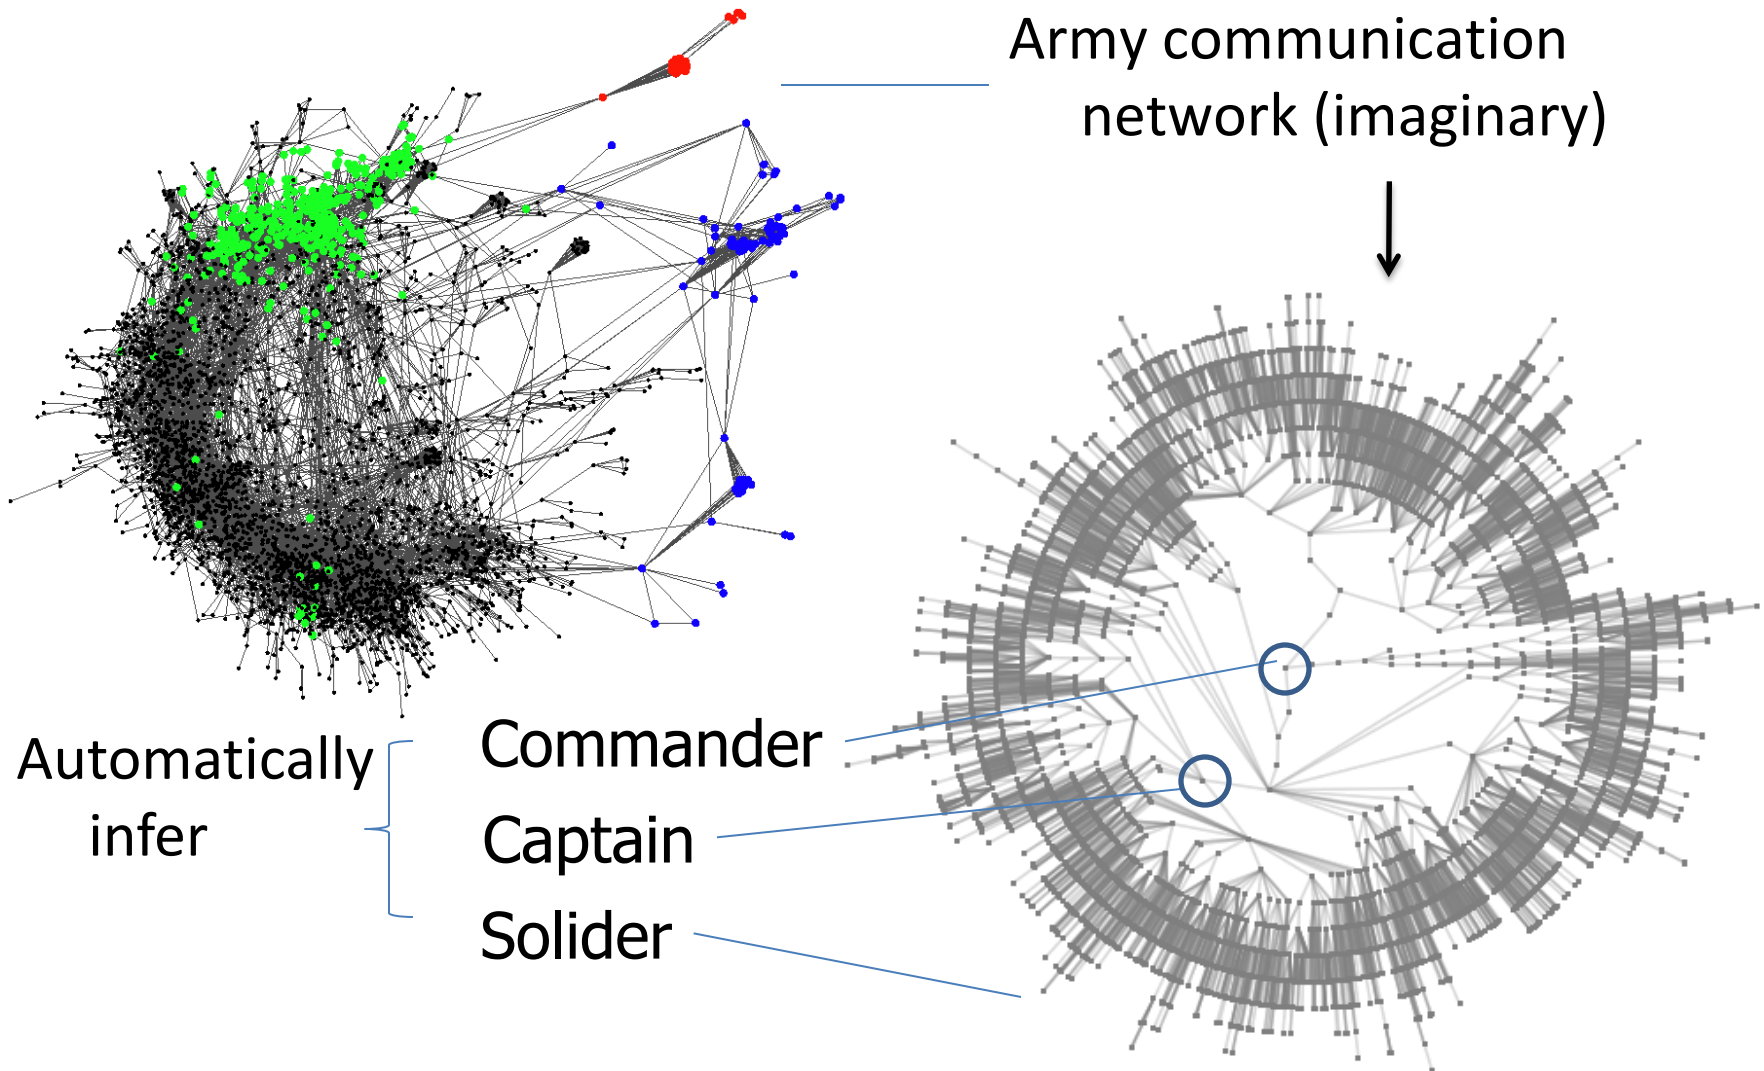 Army communication
network (imaginary)
Automatically
infer
Commander
Captain
Solider